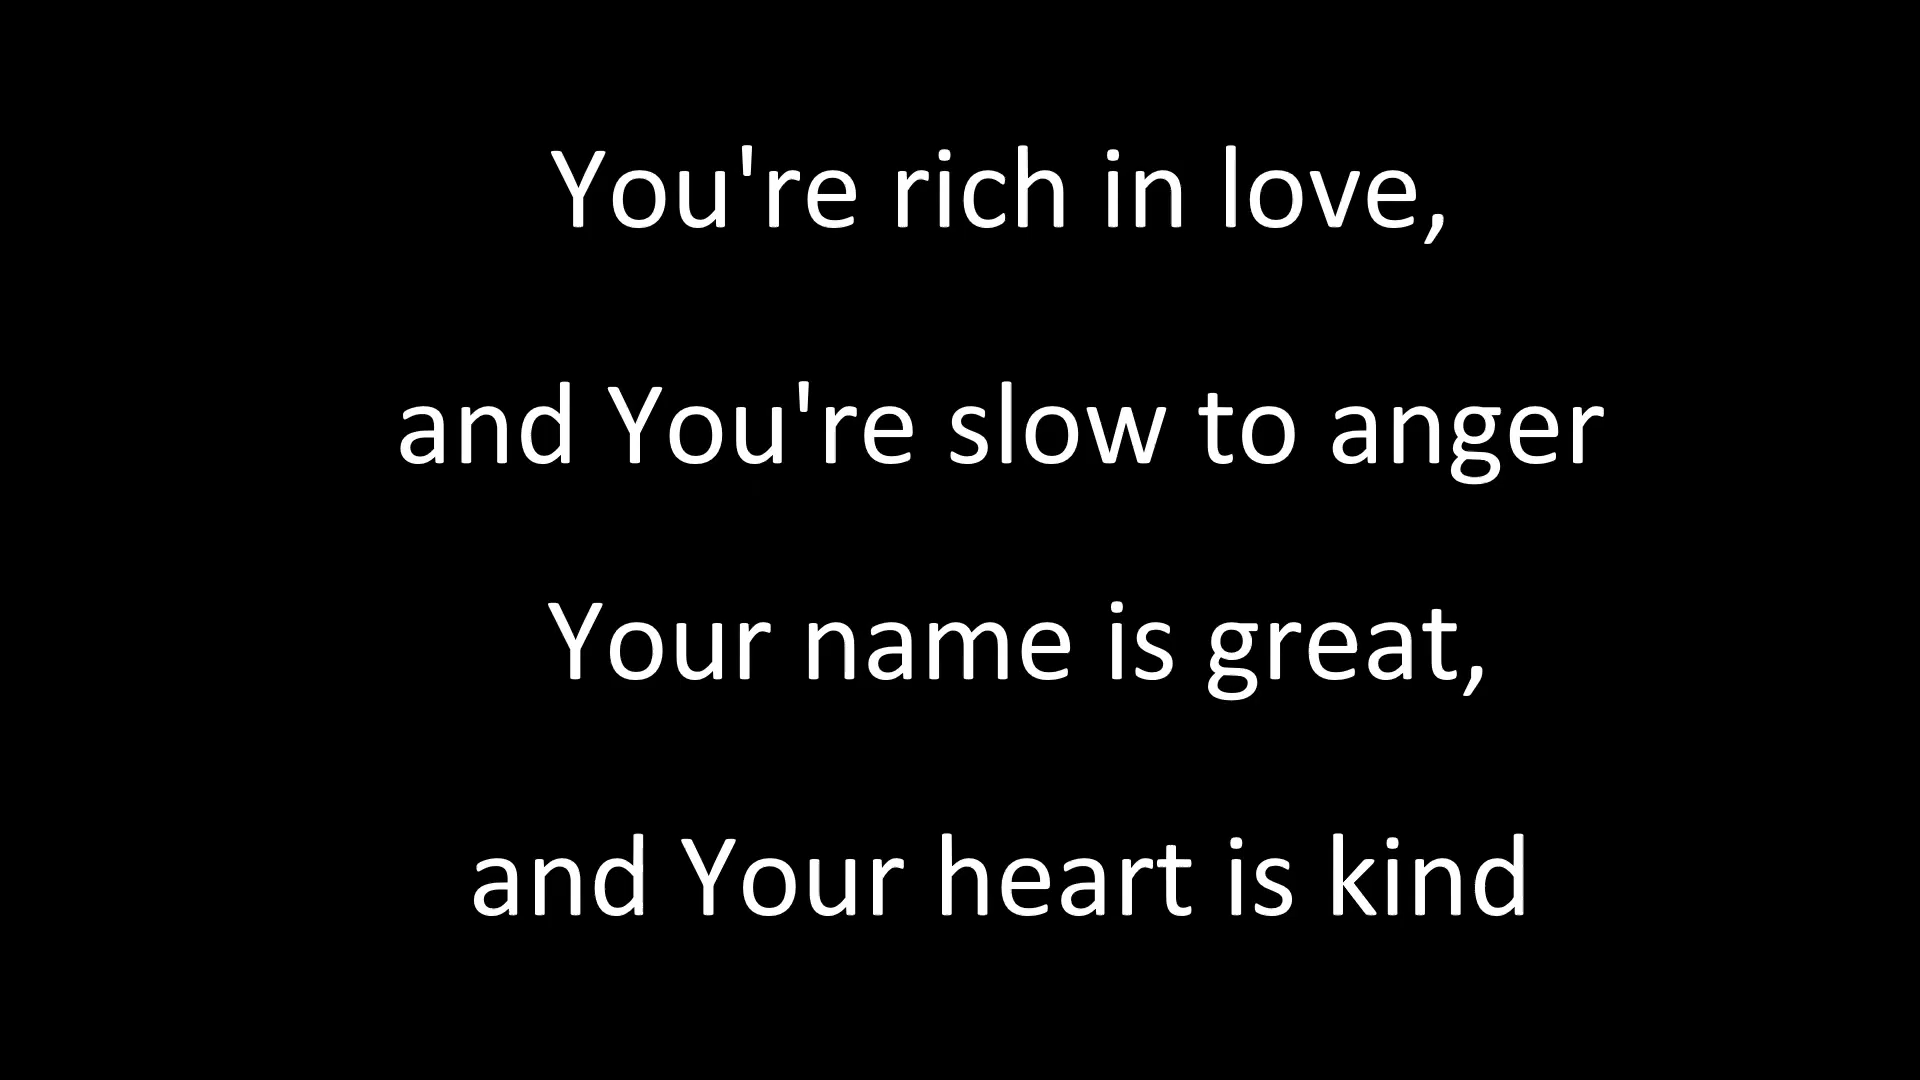 You're rich in love,
and You're slow to anger
Your name is great,
and Your heart is kind